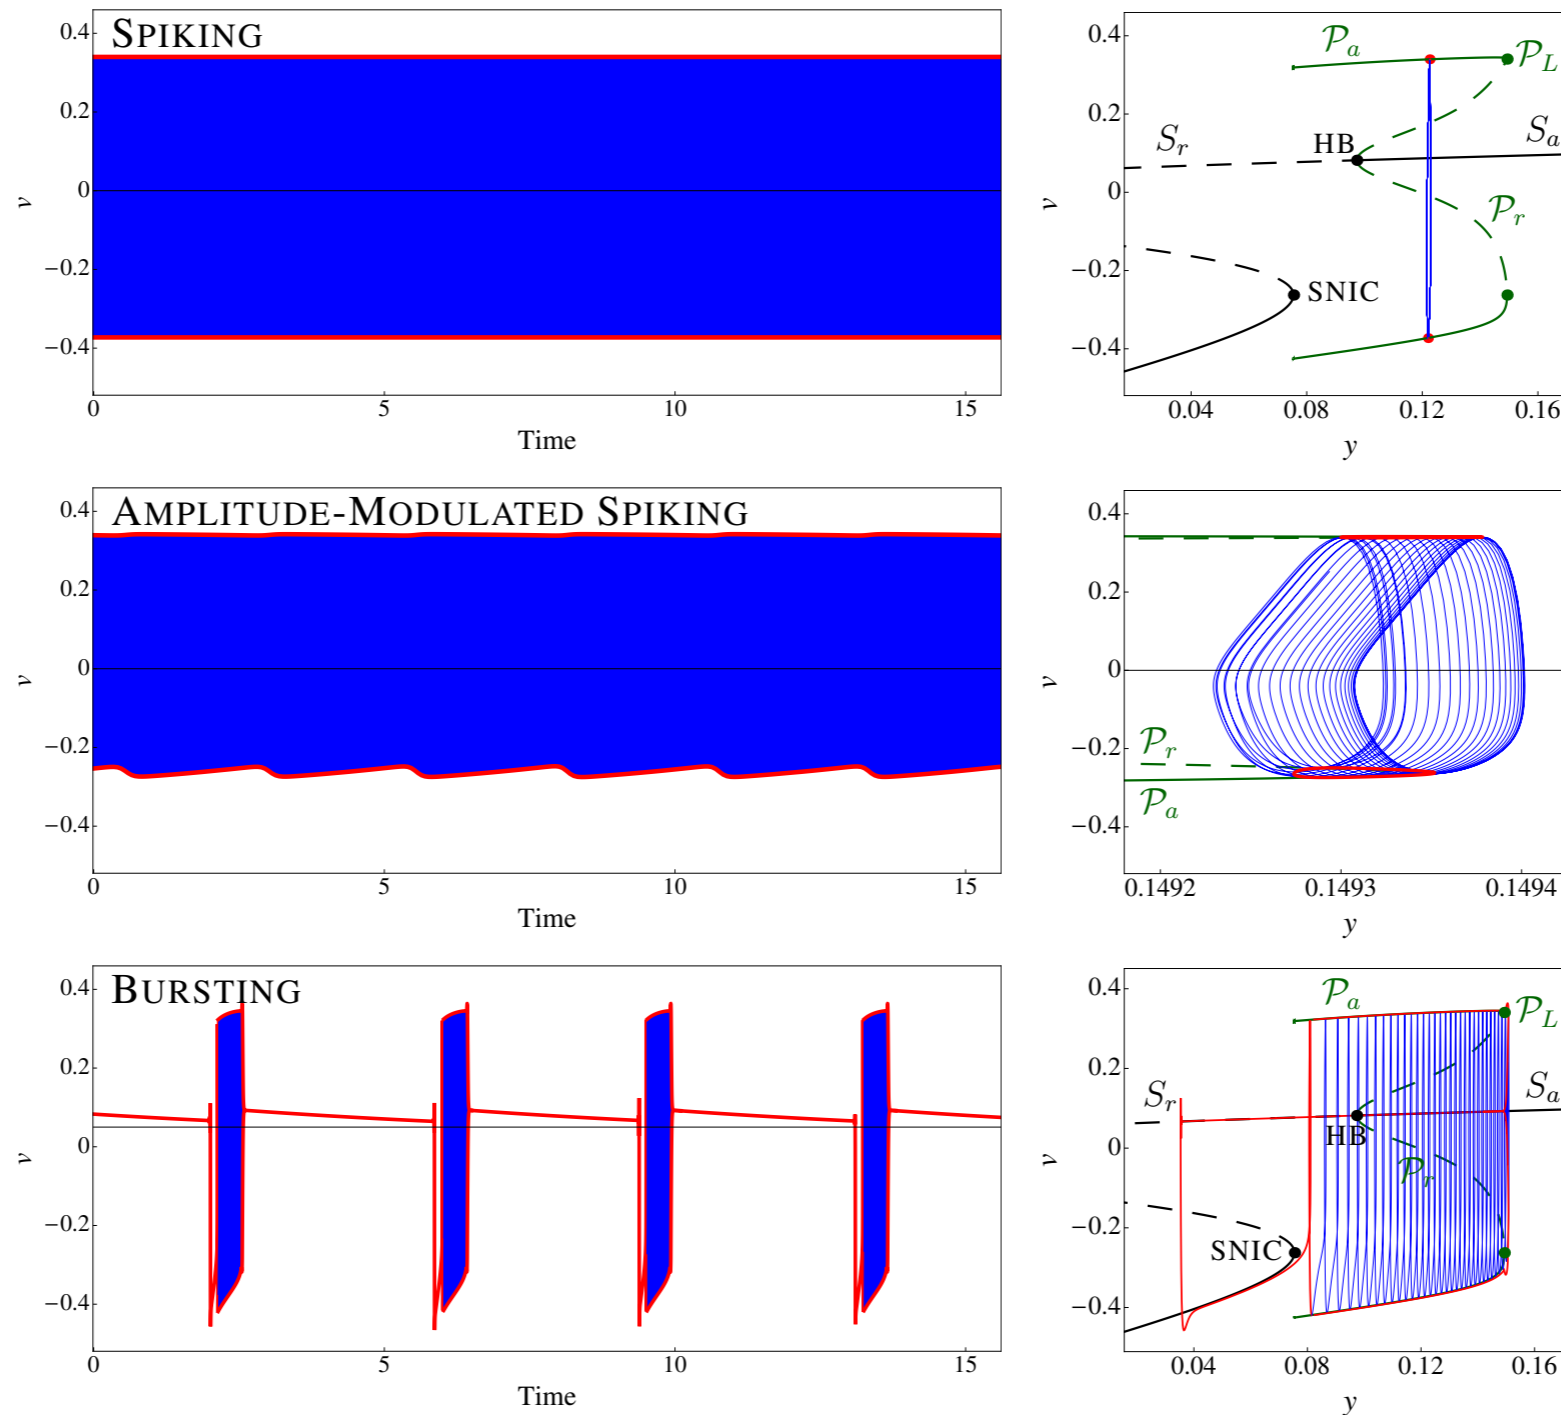 SPIKING
0.4
0.2
0
−0.2
−0.4
v
0 5 10 15
Time
0.4
0.2
0
−0.2
−0.4
v
𝒫a
𝒫L
Sr
HB
Sa
𝒫r
SNIC
0.04 0.08 0.12 0.16
y
AMPLITUDE-MODULATED SPIKING
0.4
0.2
0
−0.2
−0.4
v
0 5 10 15
Time
0.4
0.2
0
−0.2
−0.4
v
𝒫r
𝒫a
0.1492 0.1493 0.1494
y
BURSTING
0.4
0.2
0
−0.2
−0.4
v
0 5 10 15
Time
0.4
0.2
0
−0.2
−0.4
v
𝒫a
𝒫L
Sr
Sa
HB
𝒫r
SNIC
0.04 0.08 0.12 0.16
y